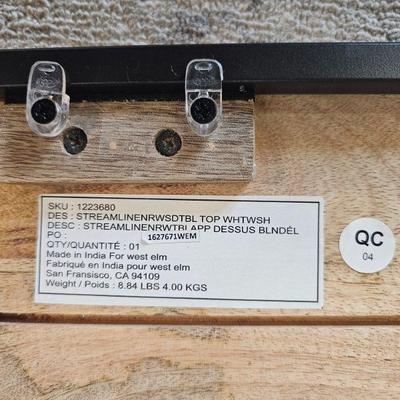 SKU : 1223680
DES : STREAMLINENRWSDTBL TOP WHTWSH
DESC : STREAMLINENRWTBLAPP DESSUS BLNDÉL
PO :
1627671WEM
QTY/QUANTITÉ : 01
Made in India For west elm
Fabriqué en India pour west elm
San Fransisco, CA 94109
Weight / Poids : 8.84 LBS 4.00 KGS
QC
04